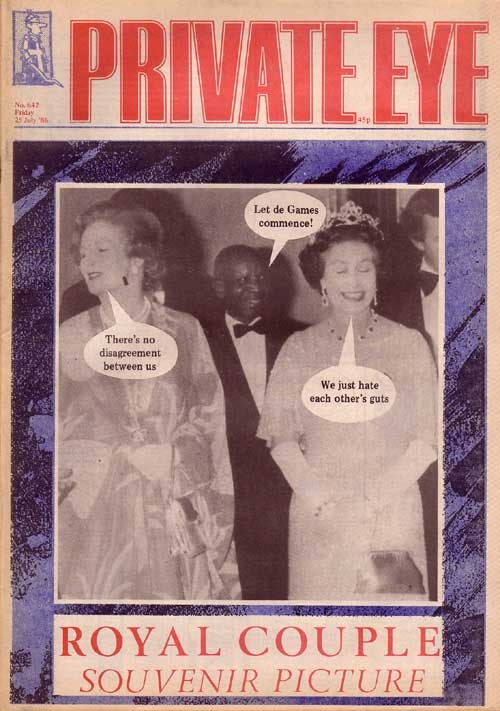 PRIVATE EYE
No. 642
Friday
25 July '86
45p
Let de Games
commence!
There's no
disagreement
between us
We just hate
each other's guts
ROYAL COUPLE
SOUVENIR PICTURE